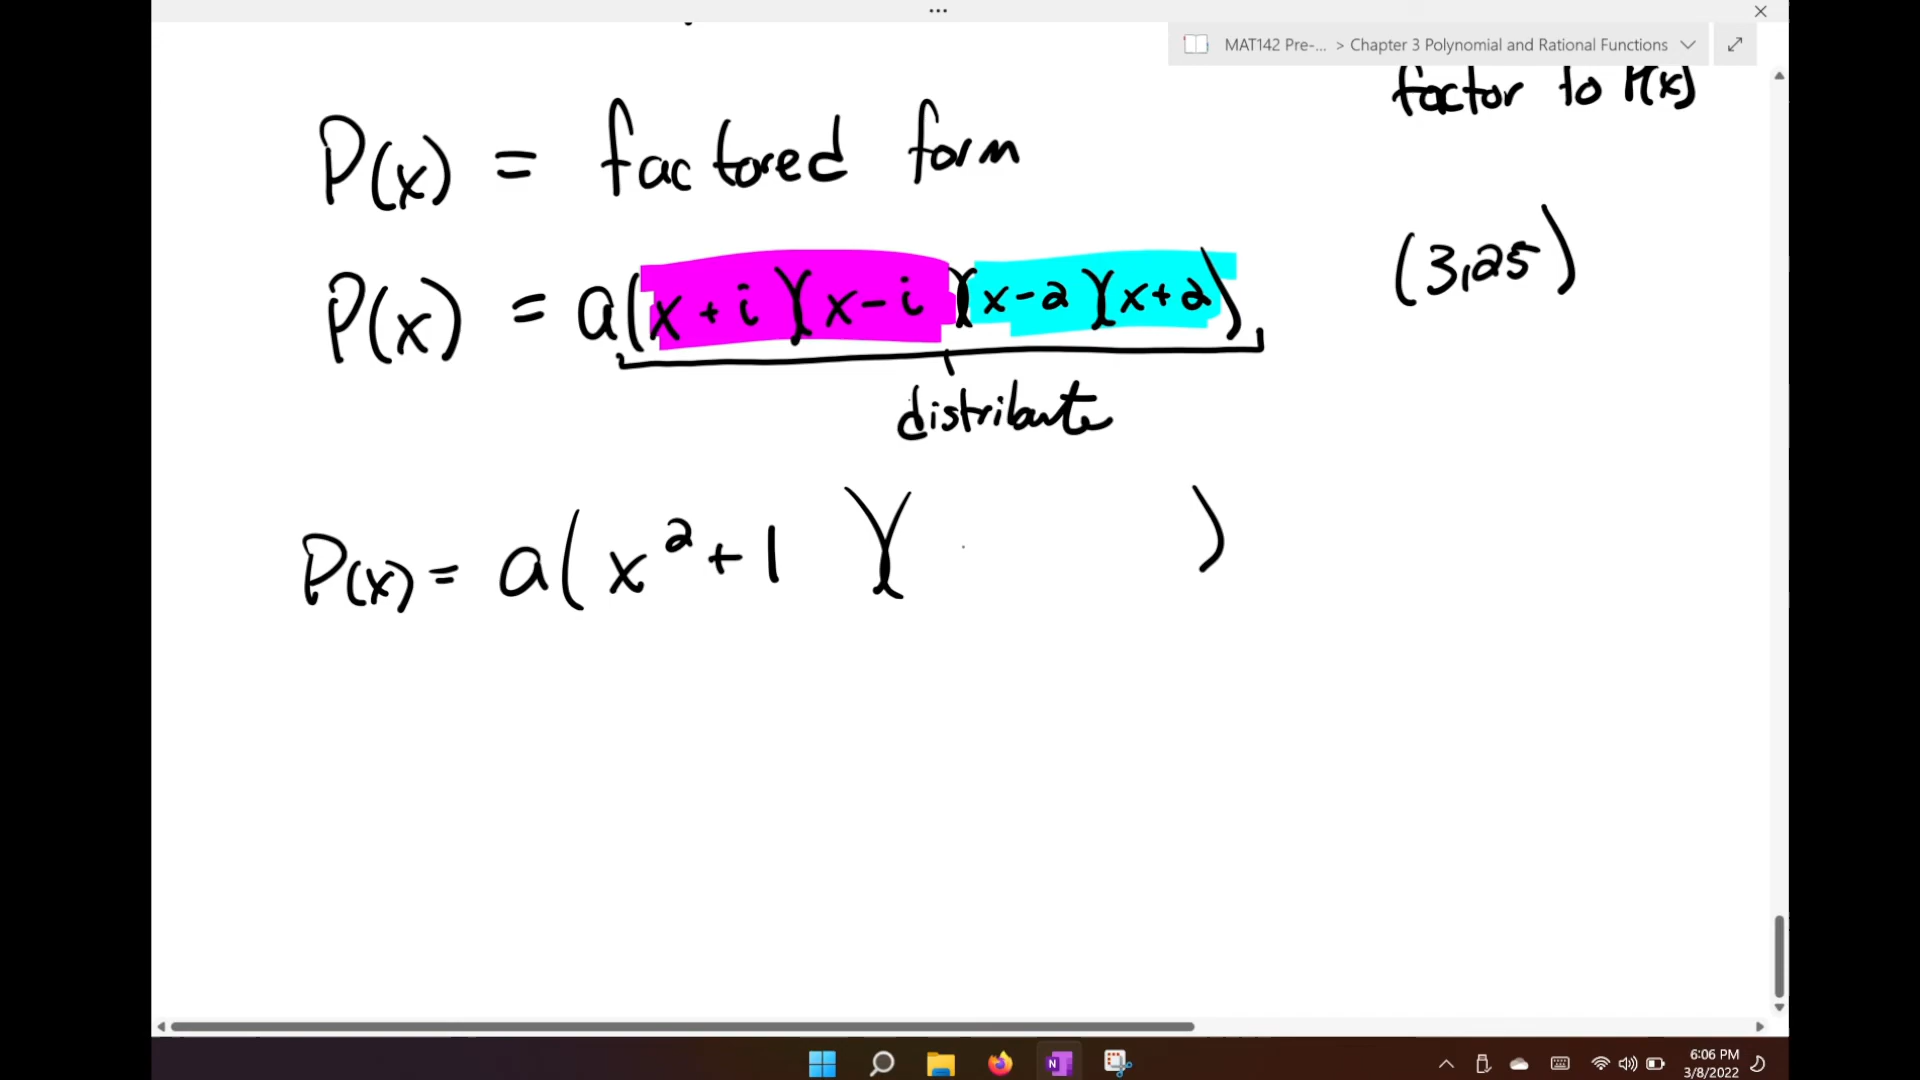 MAT142 Pre-... > Chapter 3 Polynomial and Rational Functions
factor to P(x)
P(x) = factored form
(3,25)
P(x) = a(x+i)(x-i)(x-2)(x+2)
distribute
P(x) = a(x²+1)( )
6:06 PM
3/8/2022